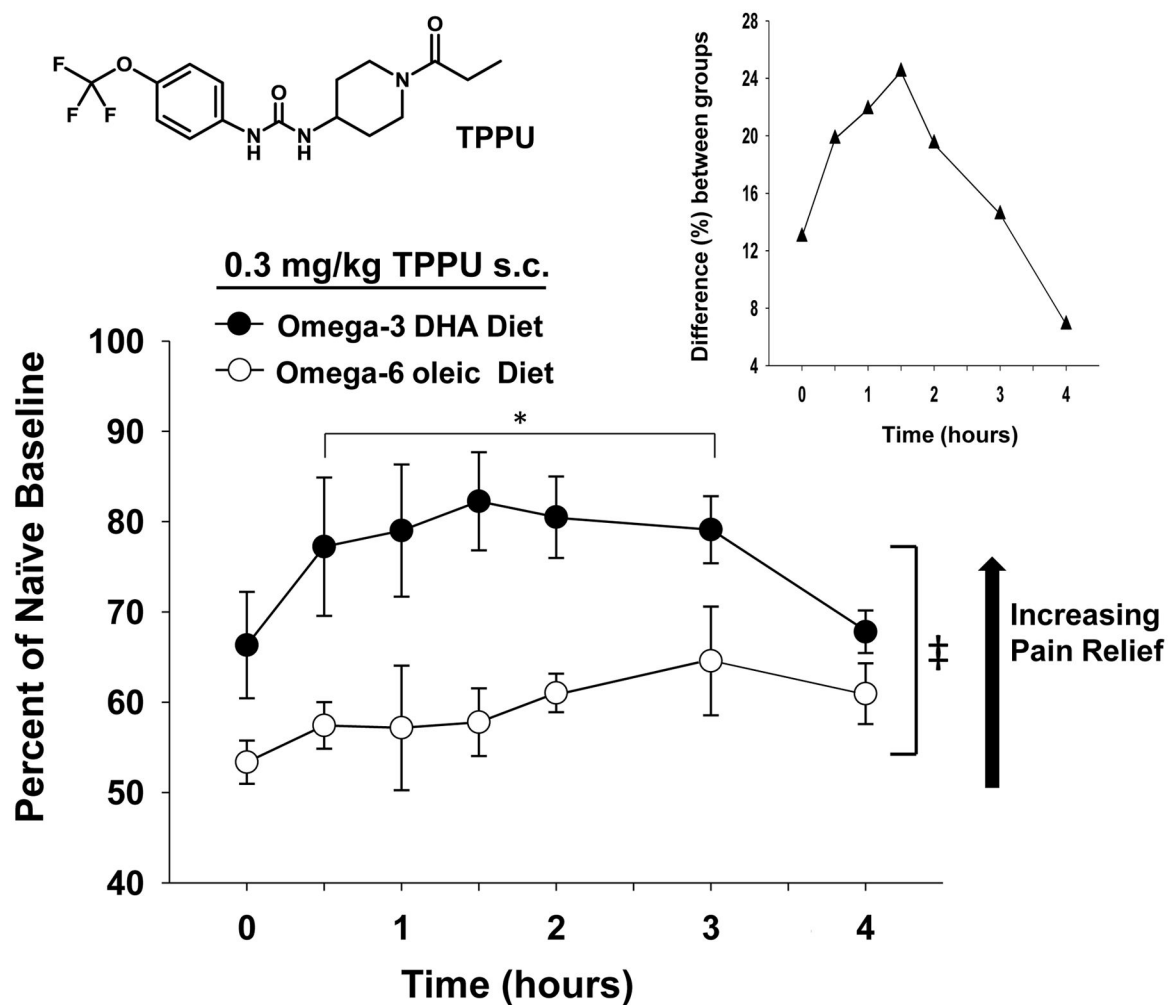 O
F
O
F
F
N
H
O
N
H
N
TPPU
Difference (%) between groups
28
24
20
16
12
8
4
0
1
2
3
4
Time (hours)
0.3 mg/kg TPPU s.c.
Omega-3 DHA Diet
Omega-6 oleic Diet
Percent of Naïve Baseline
100
90
80
70
60
50
40
*
‡
Increasing
Pain Relief
0
1
2
3
4
Time (hours)